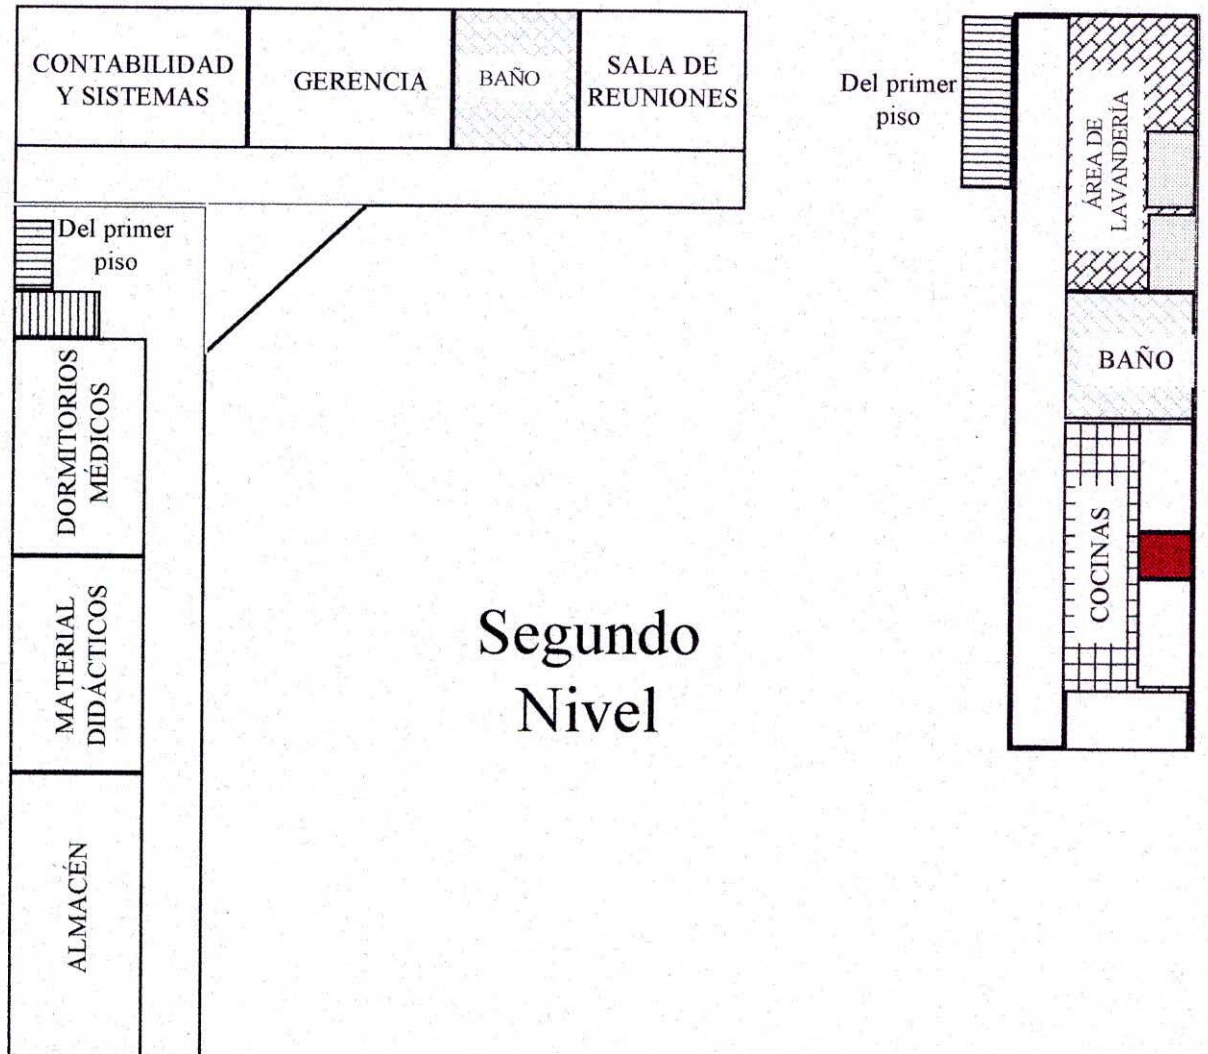 CONTABILIDAD
Y SISTEMAS
GERENCIA
BAÑO
SALA DE
REUNIONES
Del primer
piso
ÁREA DE
LAVANDERÍA
Del primer
piso
BAÑO
DORMITORIOS
MÉDICOS
COCINAS
MATERIAL
DIDÁCTICOS
Segundo
Nivel
ALMACÉN